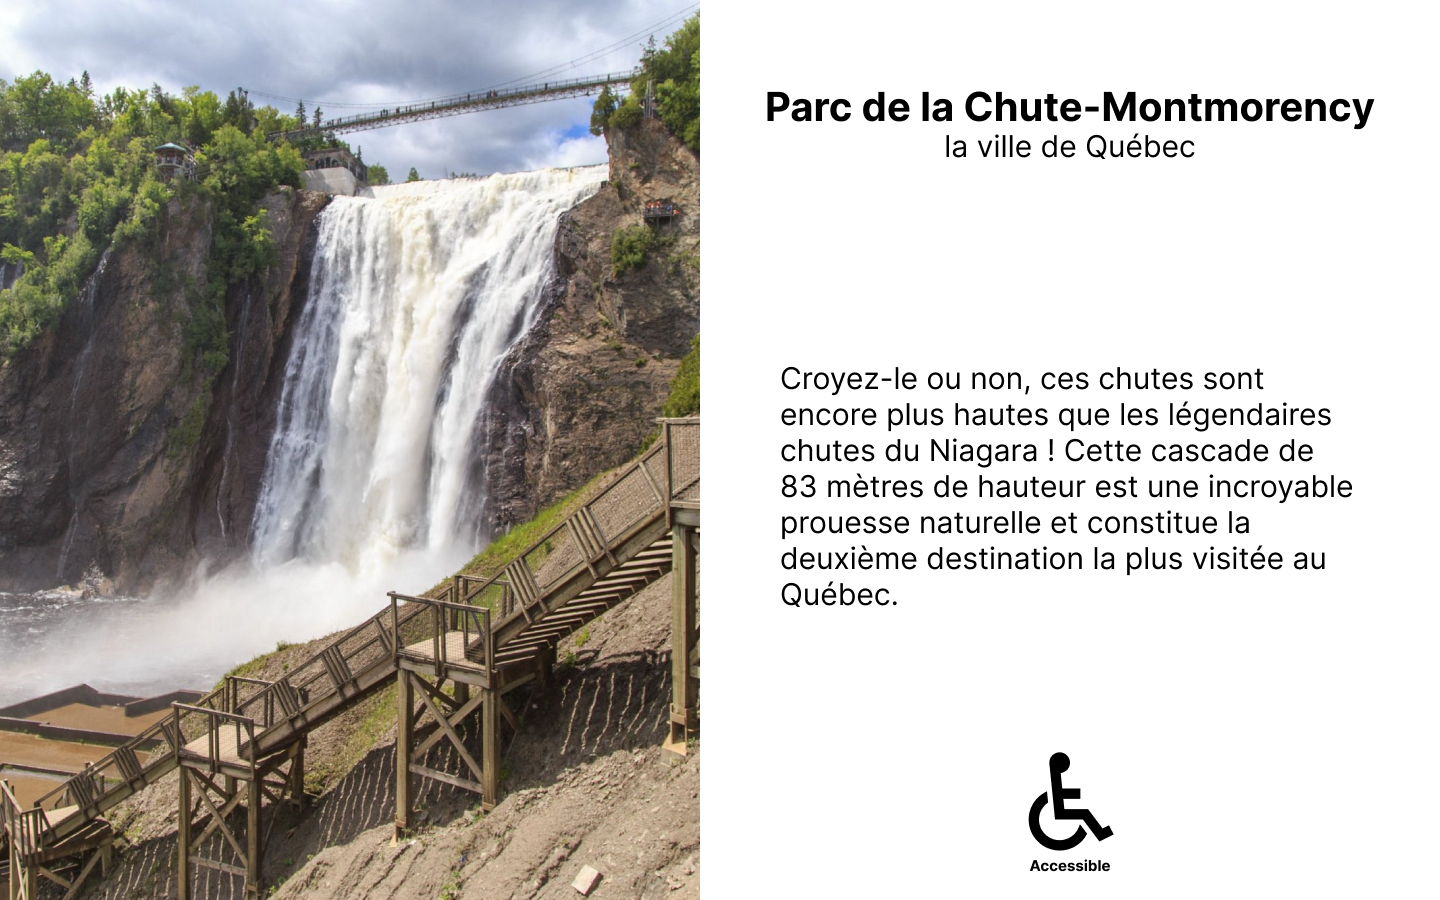 Parc de la Chute-Montmorency
la ville de Québec
Croyez-le ou non, ces chutes sont
encore plus hautes que les légendaires
chutes du Niagara ! Cette cascade de
83 mètres de hauteur est une incroyable
prouesse naturelle et constitue la
deuxième destination la plus visitée au
Québec.
Accessible